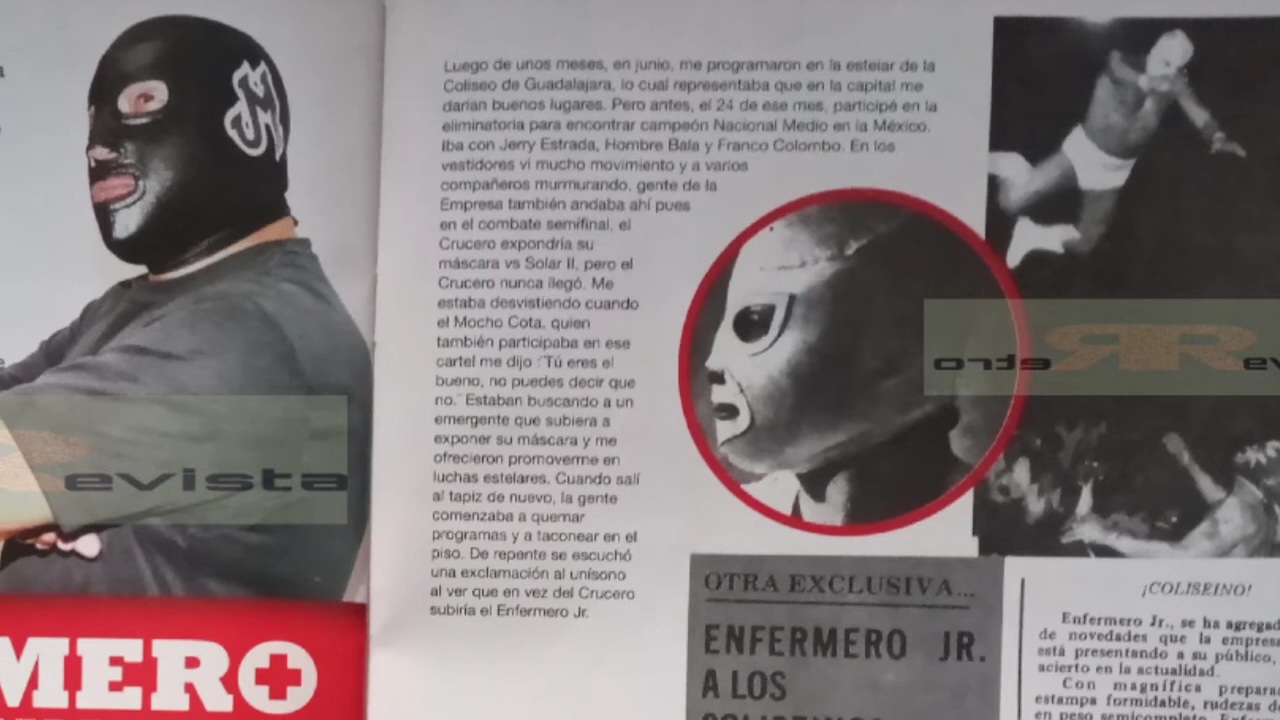 Luego de unos meses, en junio, me programaron en la estelar de la
Coliseo de Guadalajara, lo cual representaba que en la capital me
darían buenos lugares. Pero antes, el 24 de ese mes, participé en la
eliminatoria para encontrar campeón Nacional Medio en la México.
Iba con Jerry Estrada, Hombre Bala y Franco Colombo. En los
vestidores vi mucho movimiento y a varios
compañeros murmurando, gente de la
Empresa también andaba ahí pues
en el combate semifinal, el
Crucero expondría su
máscara vs Solar II, pero el
Crucero nunca llegó. Me
estaba desvistiendo cuando
el Mocho Cota, quien
también participaba en ese
cartel me dijo :"Tú eres el
bueno, no puedes decir que
no." Estaban buscando a un
emergente que subiera a
exponer su máscara y me
ofrecieron promoverme en
luchas estelares. Cuando salí
al tapiz de nuevo, la gente
comenzaba a quemar
programas y a taconear en el
piso. De repente se escuchó
una exclamación al unísono
al ver que en vez del Crucero
subiría el Enfermero Jr.
M
evista
MERO
etro R R ev
OTRA EXCLUSIVA...
ENFERMERO JR.
A LOS
¡COLISEINO!
Enfermero Jr., se ha agregad
de novedades que la empresa
está presentando a su público,
acierto en la actualidad.
Con magnífica prepara
estampa formidable, rudezas d
en peso semicompleto